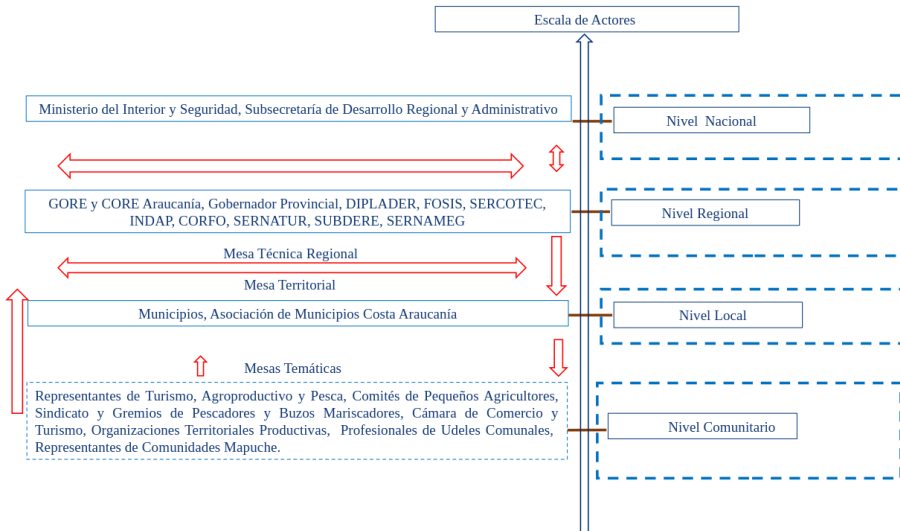 Escala de Actores
Ministerio del Interior y Seguridad, Subsecretaría de Desarrollo Regional y Administrativo
Nivel Nacional
GORE y CORE Araucanía, Gobernador Provincial, DIPLADER, FOSIS, SERCOTEC,
INDAP, CORFO, SERNATUR, SUBDERE, SERNAMEG
Nivel Regional
Mesa Técnica Regional
Mesa Territorial
Municipios, Asociación de Municipios Costa Araucanía
Nivel Local
Mesas Temáticas
Representantes de Turismo, Agroproductivo y Pesca, Comités de Pequeños Agricultores,
Sindicato y Gremios de Pescadores y Buzos Mariscadores, Cámara de Comercio y
Turismo, Organizaciones Territoriales Productivas, Profesionales de Udeles Comunales,
Representantes de Comunidades Mapuche.
Nivel Comunitario